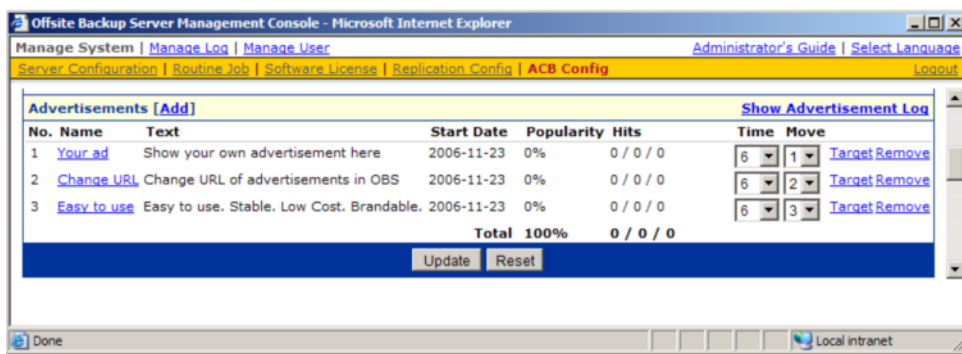 Offsite Backup Server Management Console - Microsoft Internet Explorer
Manage System | Manage Log | Manage User Administrator's Guide | Select Language
Server Configuration | Routine Job | Software License | Replication Config | ACB Config Logout
Advertisements [Add] Show Advertisement Log
No. Name Text Start Date Popularity Hits Time Move
1 Your ad Show your own advertisement here 2006-11-23 0% 0 / 0 / 0 6 1 Target Remove
2 Change URL Change URL of advertisements in OBS 2006-11-23 0% 0 / 0 / 0 6 2 Target Remove
3 Easy to use Easy to use. Stable. Low Cost. Brandable. 2006-11-23 0% 0 / 0 / 0 6 3 Target Remove
Total 100% 0 / 0 / 0
Update Reset
Done Local intranet